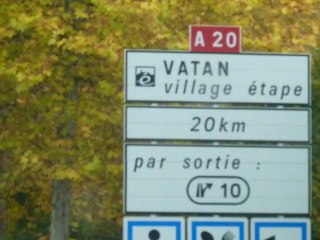 A 20
VATAN
village étape
20km
par sortie :
10